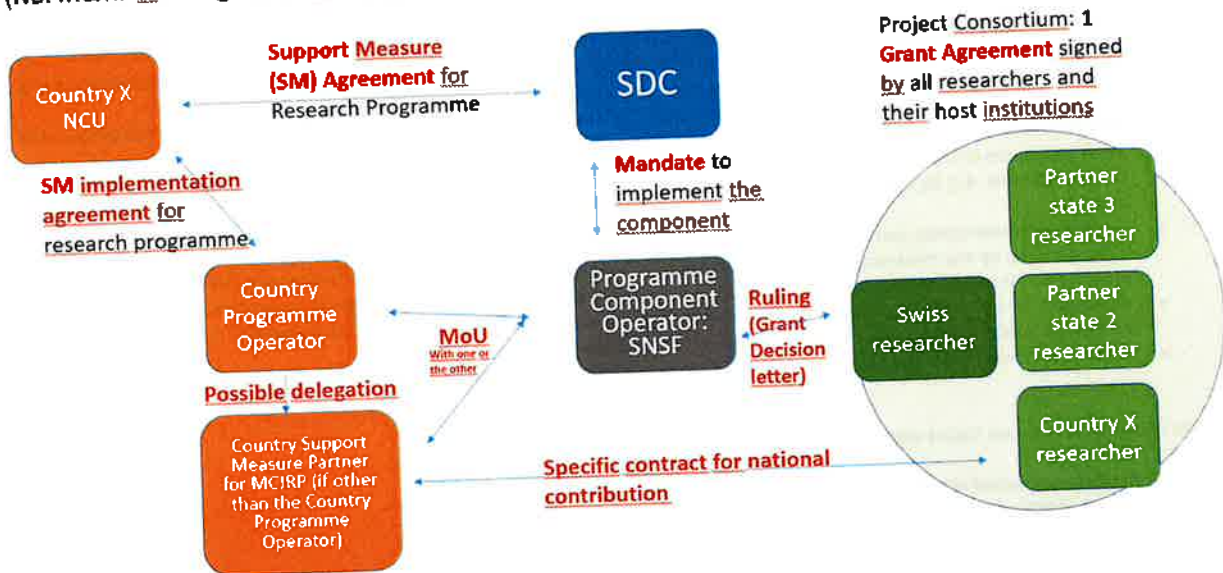 Support Measure
(SM) Agreement for
Research Programme
Project Consortium: 1
Grant Agreement signed
by all researchers and
their host institutions
Country X
NCU
SDC
SM implementation
agreement for
research programme
Mandate to
implement the
component
Partner
state 3
researcher
Country
Programme
Operator
MoU
With one or
the other
Programme
Component
Operator:
SNSF
Ruling
(Grant
Decision
letter)
Swiss
researcher
Partner
state 2
researcher
Possible delegation
Country Support
Measure Partner
for MCJRP (if other
than the Country
Programme
Operator)
Specific contract for national
contribution
Country X
researcher